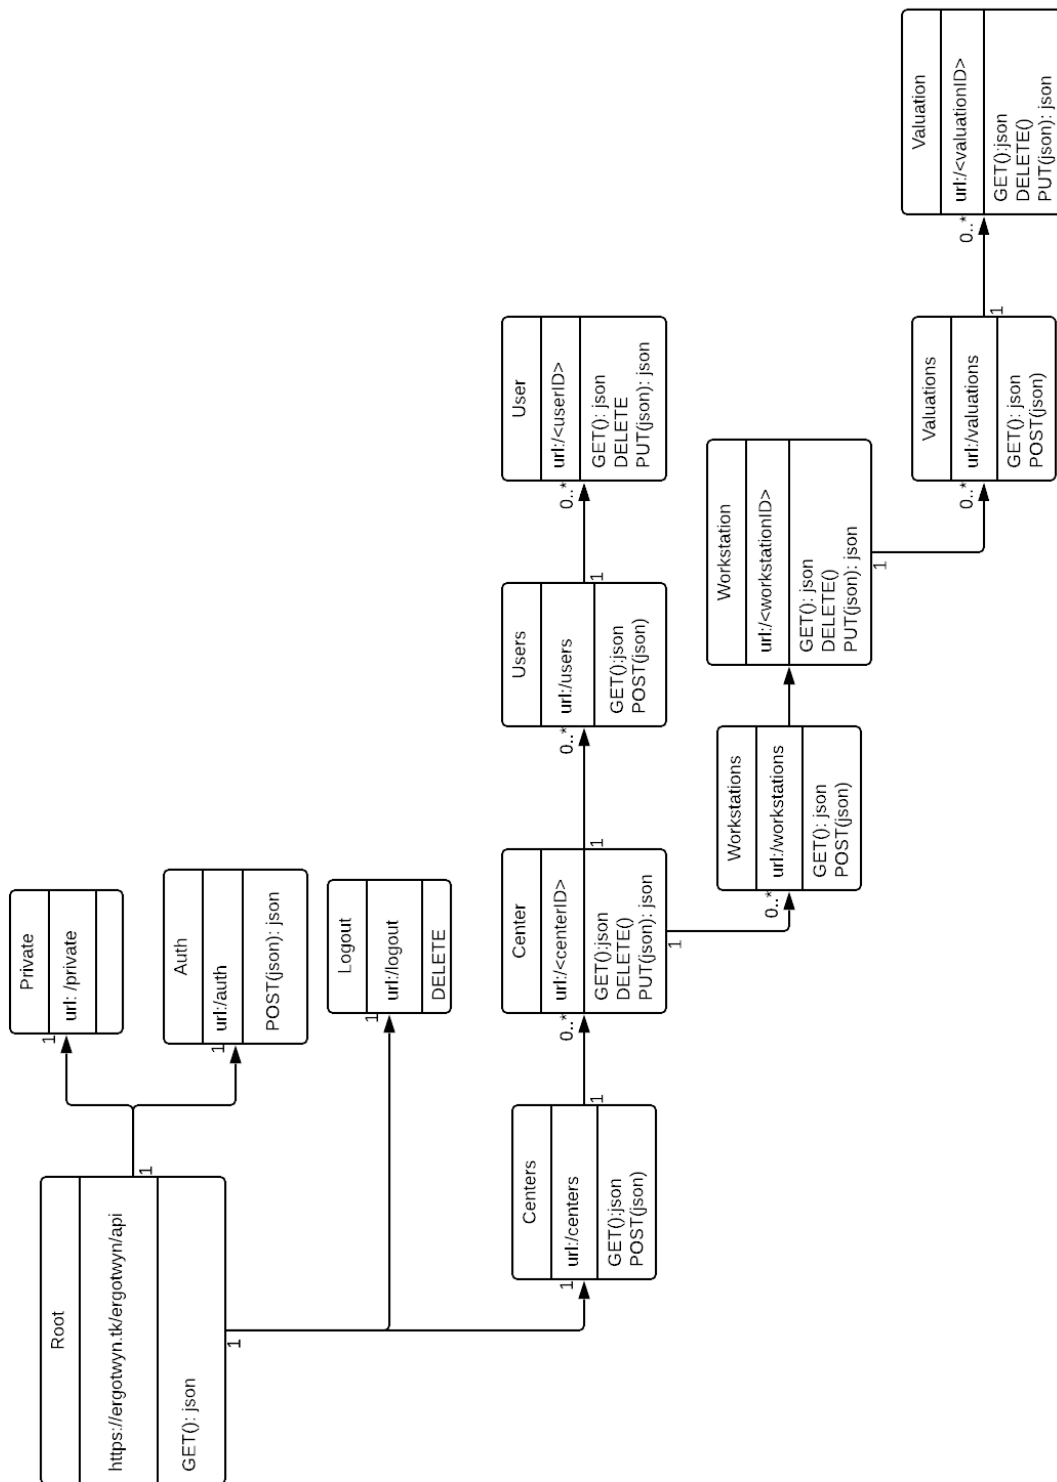 Root
https://ergotwyn.tk/ergotwyn/api
GET(): json
1
1
Private
url: /private
1
Auth
url:/auth
POST(json): json
1
Logout
url:/logout
DELETE
1
Centers
url:/centers
GET():json
POST(json)
1
1
Center
url:/<centerID>
GET():json
DELETE()
PUT(json): json
0..*
1
1
Users
url:/users
GET():json
POST(json)
0..*
1
User
url:/<userID>
GET(): json
DELETE
PUT(json): json
0..*
Workstations
url:/workstations
GET(): json
POST(json)
0..*
Workstation
url:/<workstationID>
GET(): json
DELETE()
PUT(json): json
1
Valuations
url:/valuations
GET(): json
POST(json)
0..*
1
Valuation
url:/<valuationID>
GET():json
DELETE()
PUT(json): json
0..*